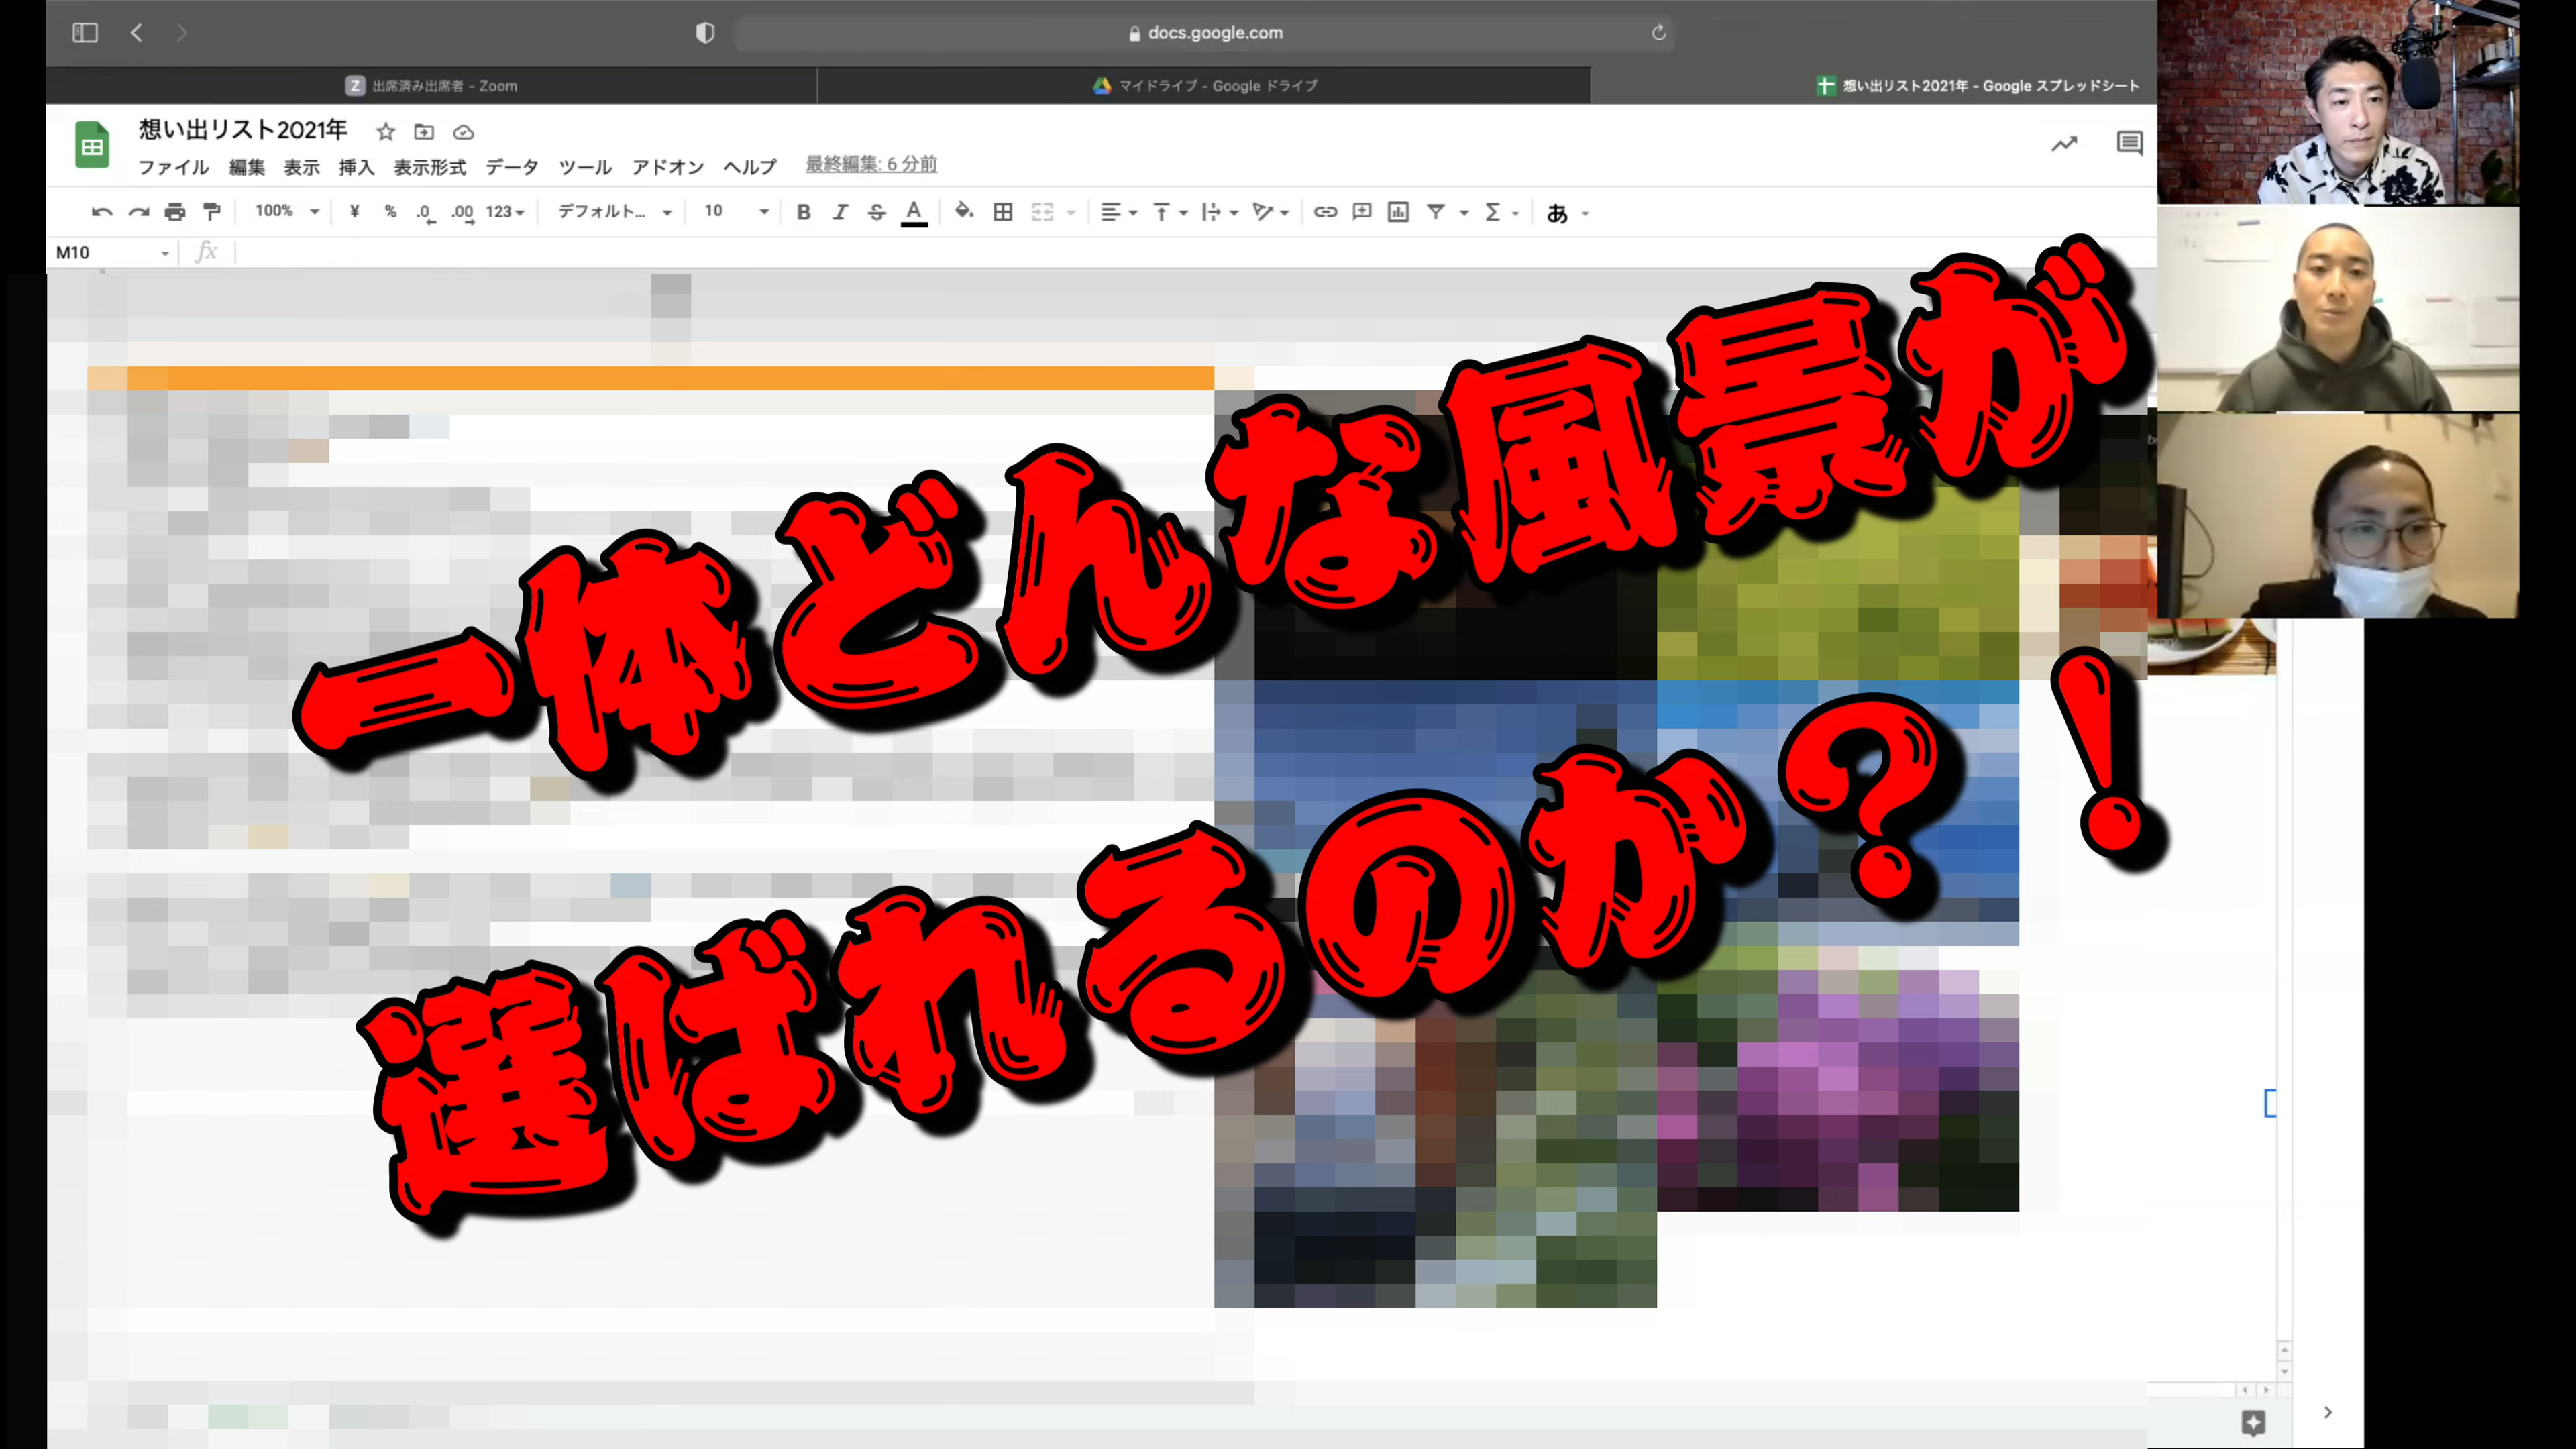 docs.google.com
出席済み出席者 - Zoom
マイドライブ - Google ドライブ
想い出リスト2021年 - Google スプレッドシート
想い出リスト2021年
ファイル 編集 表示 挿入 表示形式 データ ツール アドオン ヘルプ 最終編集: 6 分前
100% ¥ % .0 .00 123 デフォルト... 10 B I S A Σ あ
M10 fx
一体どんな風景が
選ばれるのか？！